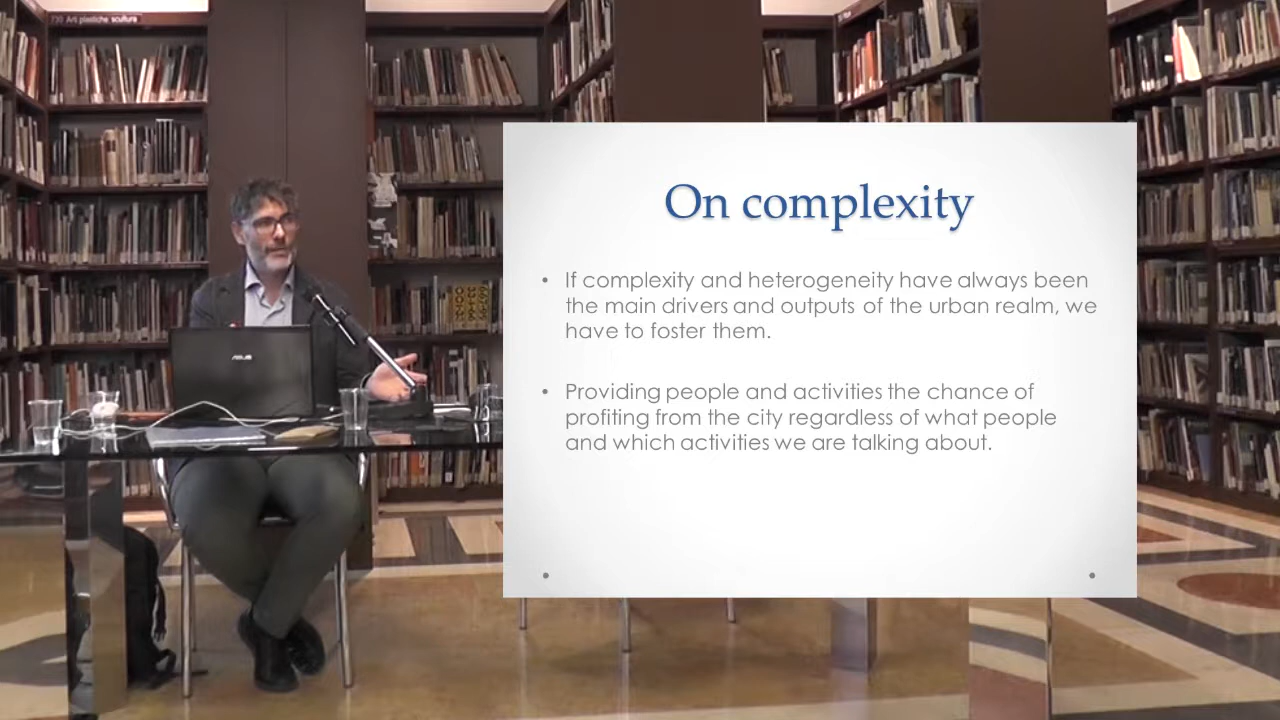 730 Arti plastiche scultura
ASUS
On complexity
• If complexity and heterogeneity have always been
the main drivers and outputs of the urban realm, we
have to foster them.
• Providing people and activities the chance of
profiting from the city regardless of what people
and which activities we are talking about.